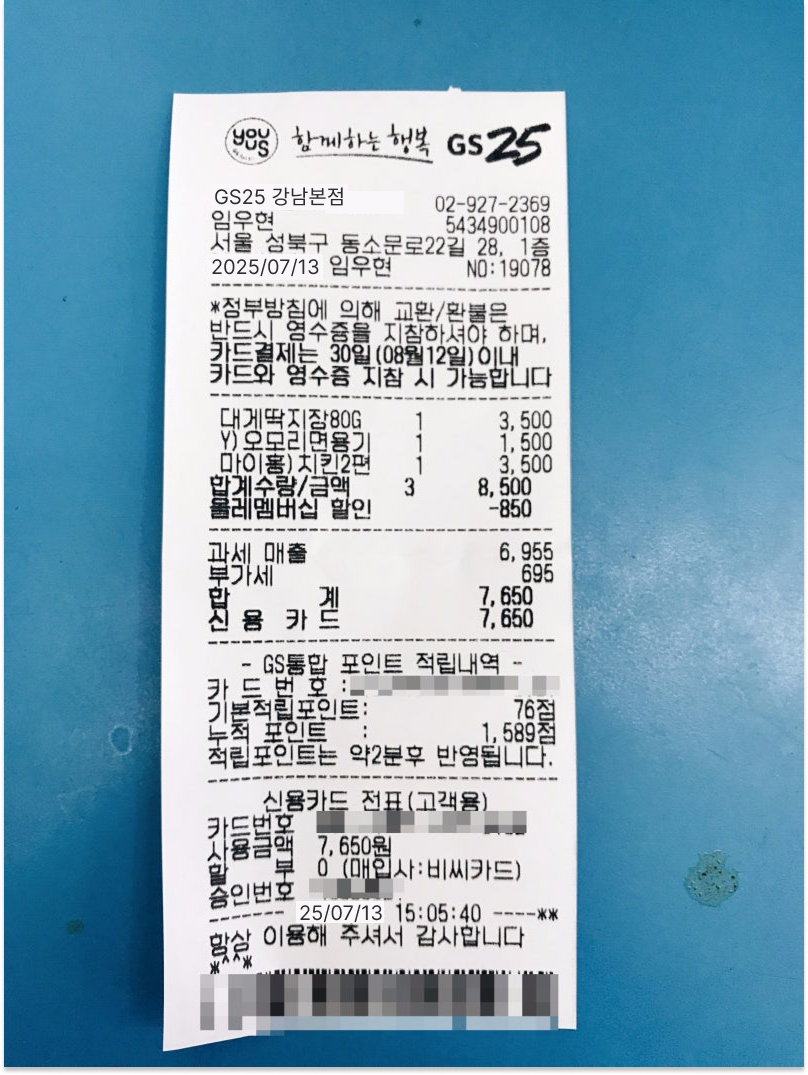 YOU US 함께하는 행복 GS25
GS25 강남본점 02-927-2369
임우현 5434900108
서울 성북구 동소문로22길 28, 1층
2025/07/13 임우현 NO:19078
*정부방침에 의해 교환/환불은
반드시 영수증을 지참하셔야 하며,
카드결제는 30일(08월12일)이내
카드와 영수증 지참 시 가능합니다
대게딱지장80G 1 3,500
Y)오모리면용기 1 1,500
마이홈)치킨2편 1 3,500
합계수량/금액 3 8,500
올레멤버십 할인 -850
과세 매출 6,955
부가세 695
합 계 7,650
신 용 카 드 7,650
- GS통합 포인트 적립내역 -
카 드 번 호 :
기본적립포인트: 76점
누적 포인트 : 1,589점
적립포인트는 약2분후 반영됩니다.
신용카드 전표(고객용)
카드번호
사용금액 7,650원
할 부 0 (매입사:비씨카드)
승인번호
------- 25/07/13 15:05:40 ----**
항상 이용해 주셔서 감사합니다
*^^*